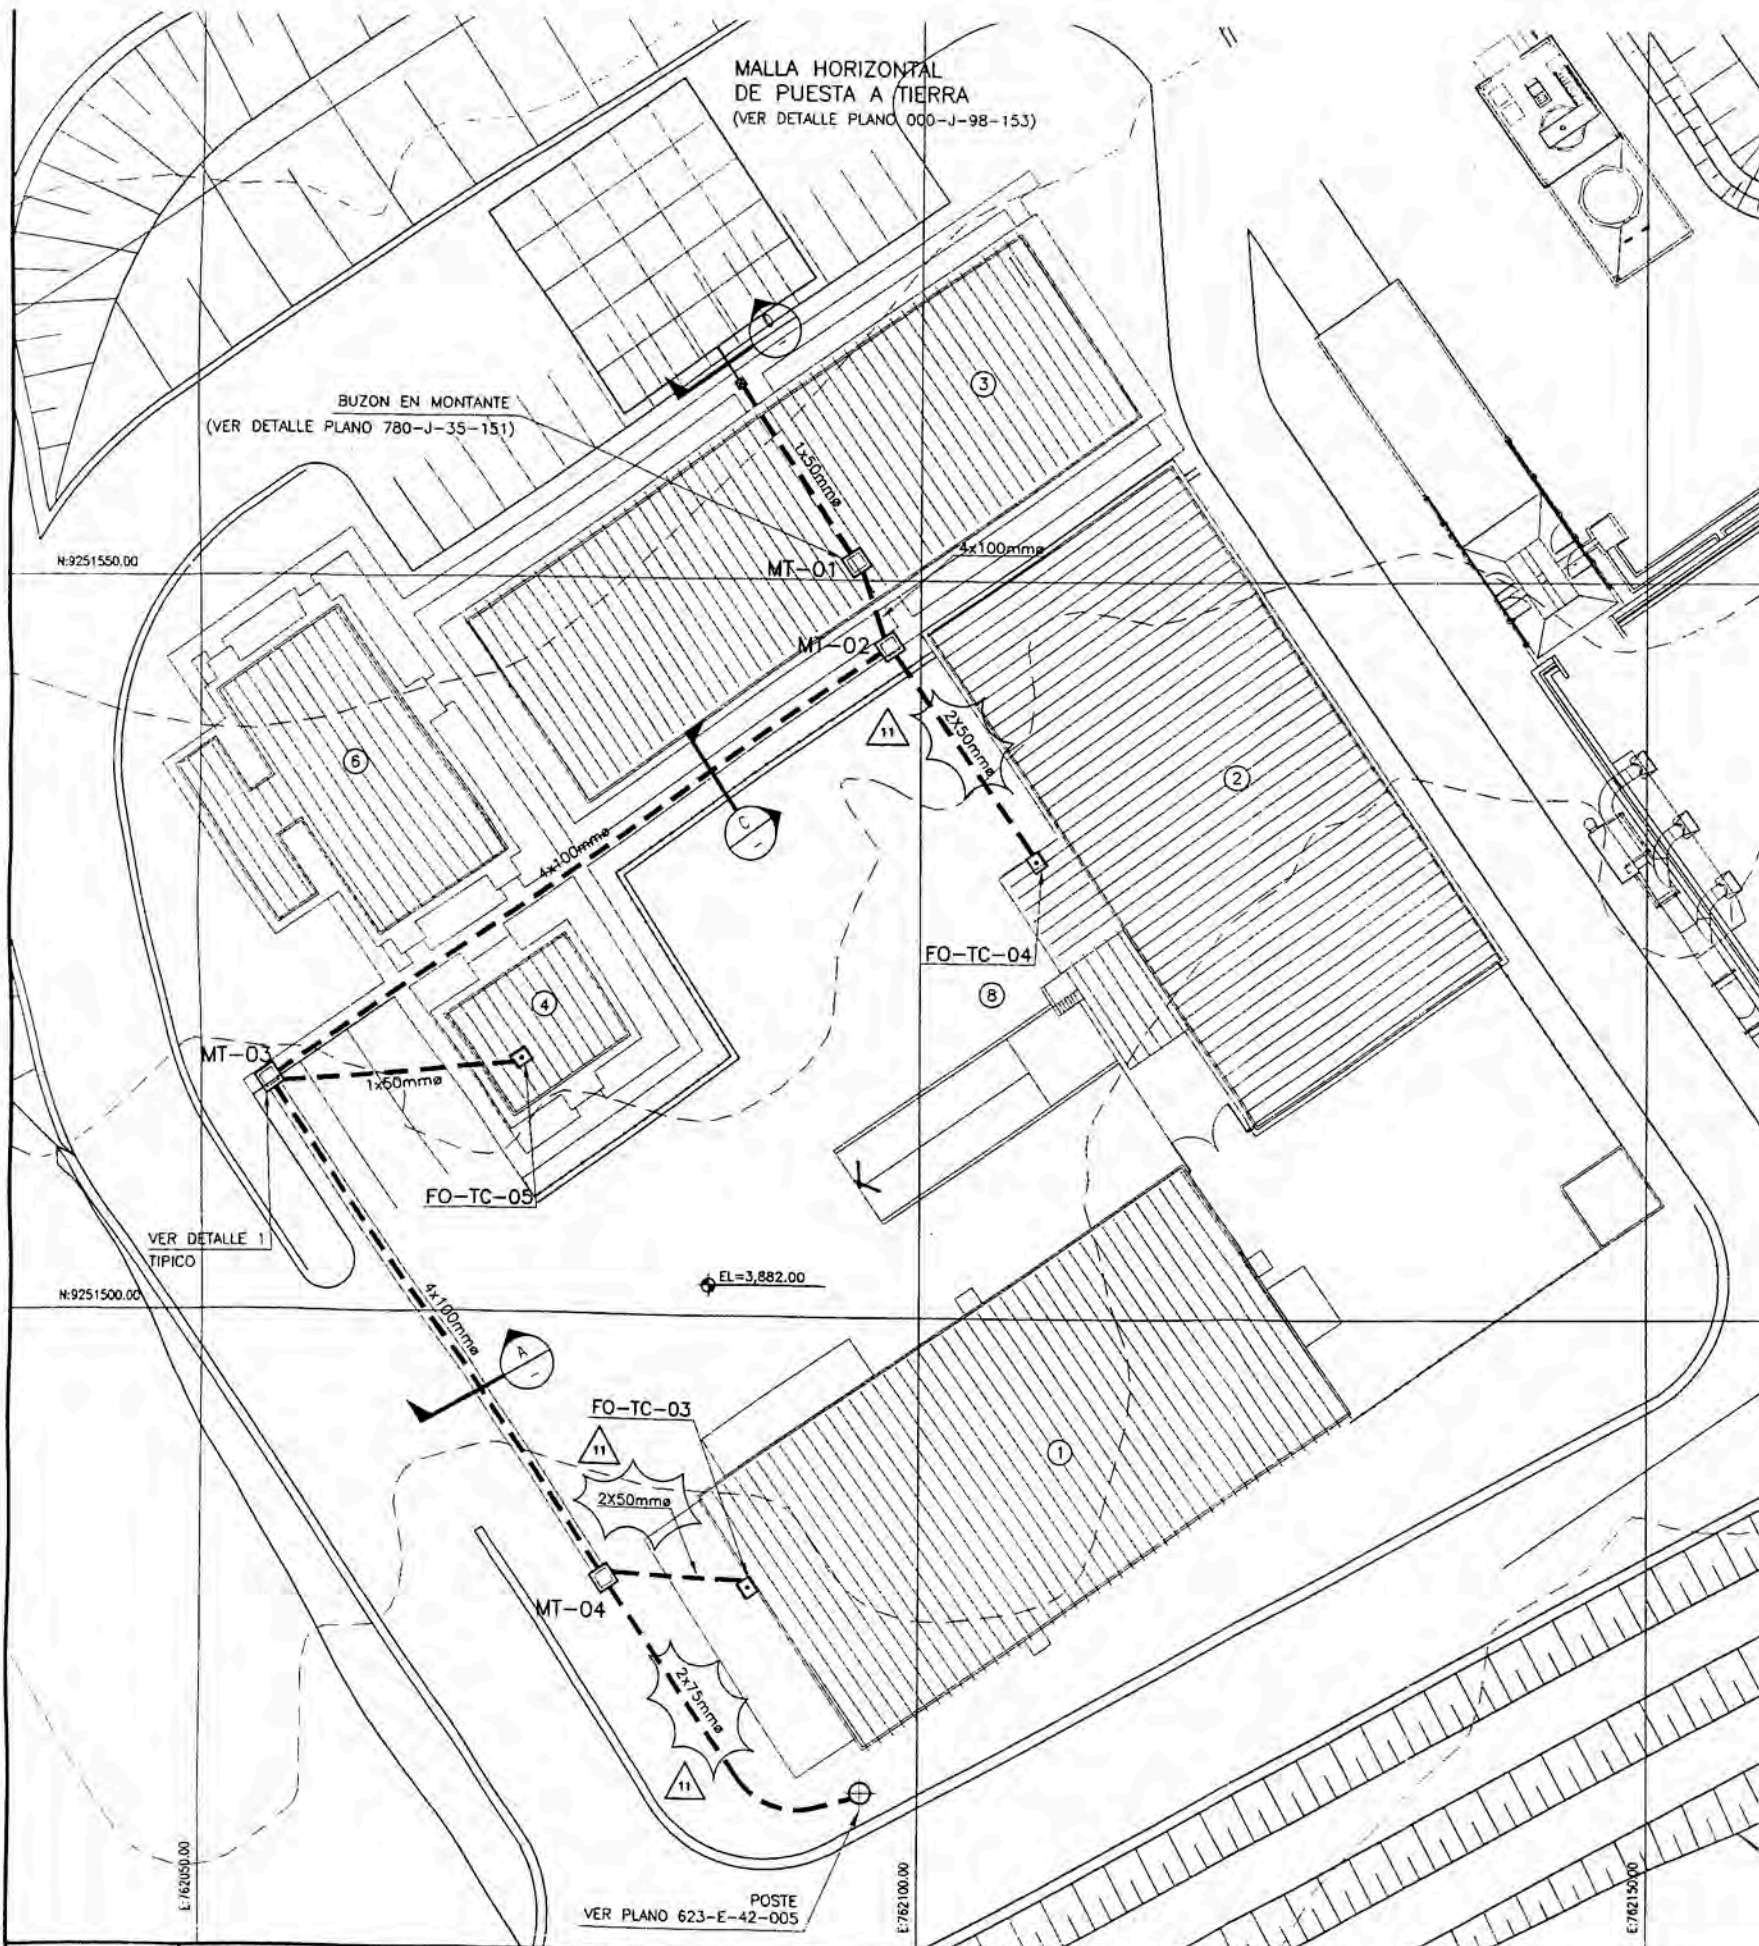 MALLA HORIZONTAL
DE PUESTA A TIERRA
(VER DETALLE PLANO 000-J-98-153)
D
-
3
BUZON EN MONTANTE
(VER DETALLE PLANO 780-J-35-151)
1x50mmø
N:9251550.00
MT-01
4x100mmø
MT-02
11
2X50mmø
6
2
C
-
4x100mmø
FO-TC-04
8
4
MT-03
1x50mmø
FO-TC-05
VER DETALLE 1
TIPICO
EL=3,882.00
N:9251500.00
4x100mmø
A
-
FO-TC-03
11
2X50mmø
1
MT-04
2x75mmø
11
POSTE
VER PLANO 623-E-42-005
E:762050.00
E:762100.00
E:762150.00